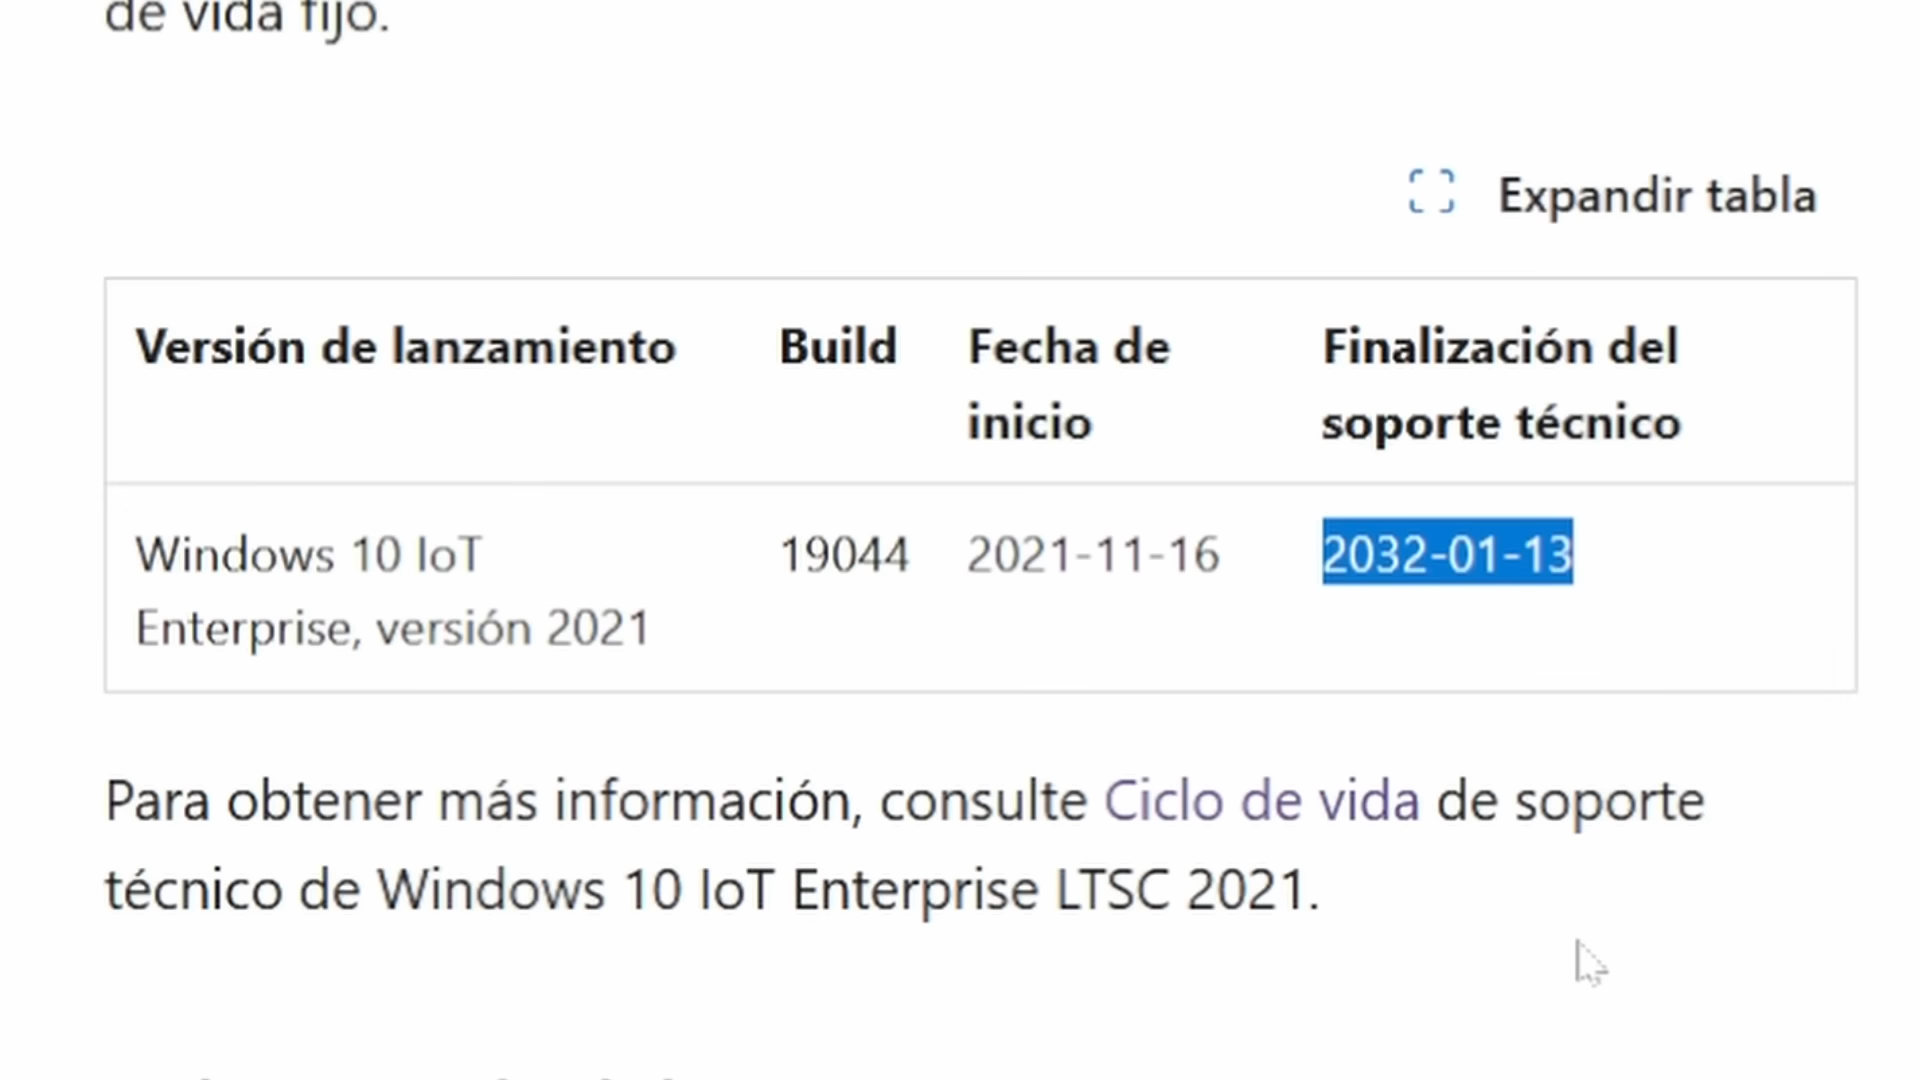 de vida fijo.
Expandir tabla
Versión de lanzamiento Build Fecha de inicio Finalización del soporte técnico
Windows 10 IoT Enterprise, versión 2021 19044 2021-11-16 2032-01-13
Para obtener más información, consulte Ciclo de vida de soporte
técnico de Windows 10 IoT Enterprise LTSC 2021.